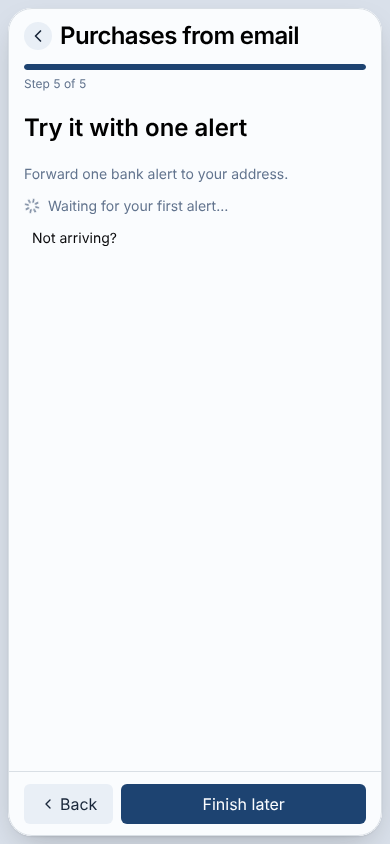 Purchases from email
Step 5 of 5
Try it with one alert
Forward one bank alert to your address.
Waiting for your first alert...
Not arriving?
Back
Finish later